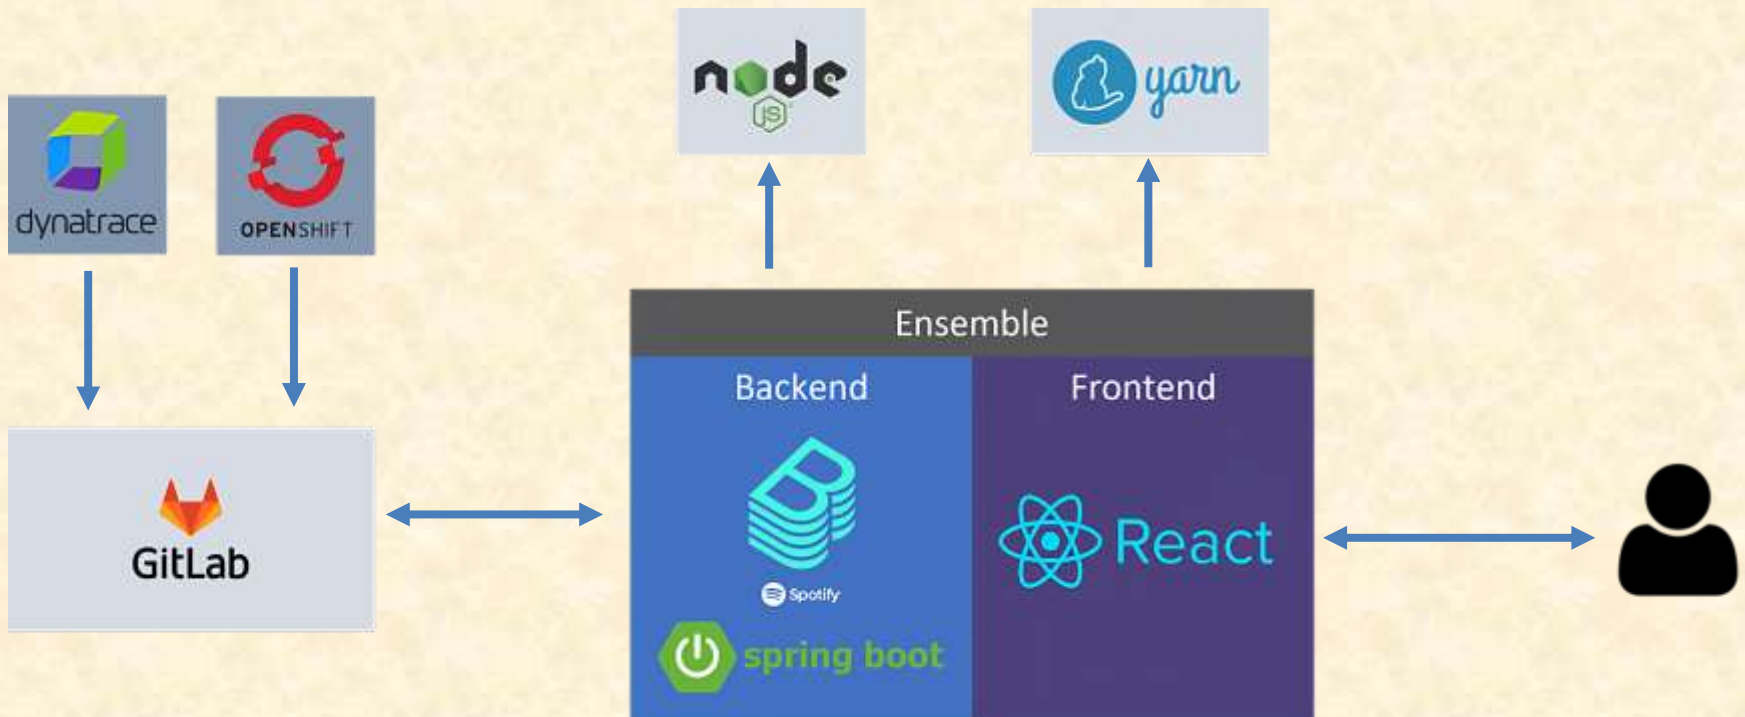 node
JS
yarn
dynatrace
OPENSHIFT
Ensemble
Backend
Frontend
GitLab
React
Spotify
spring boot